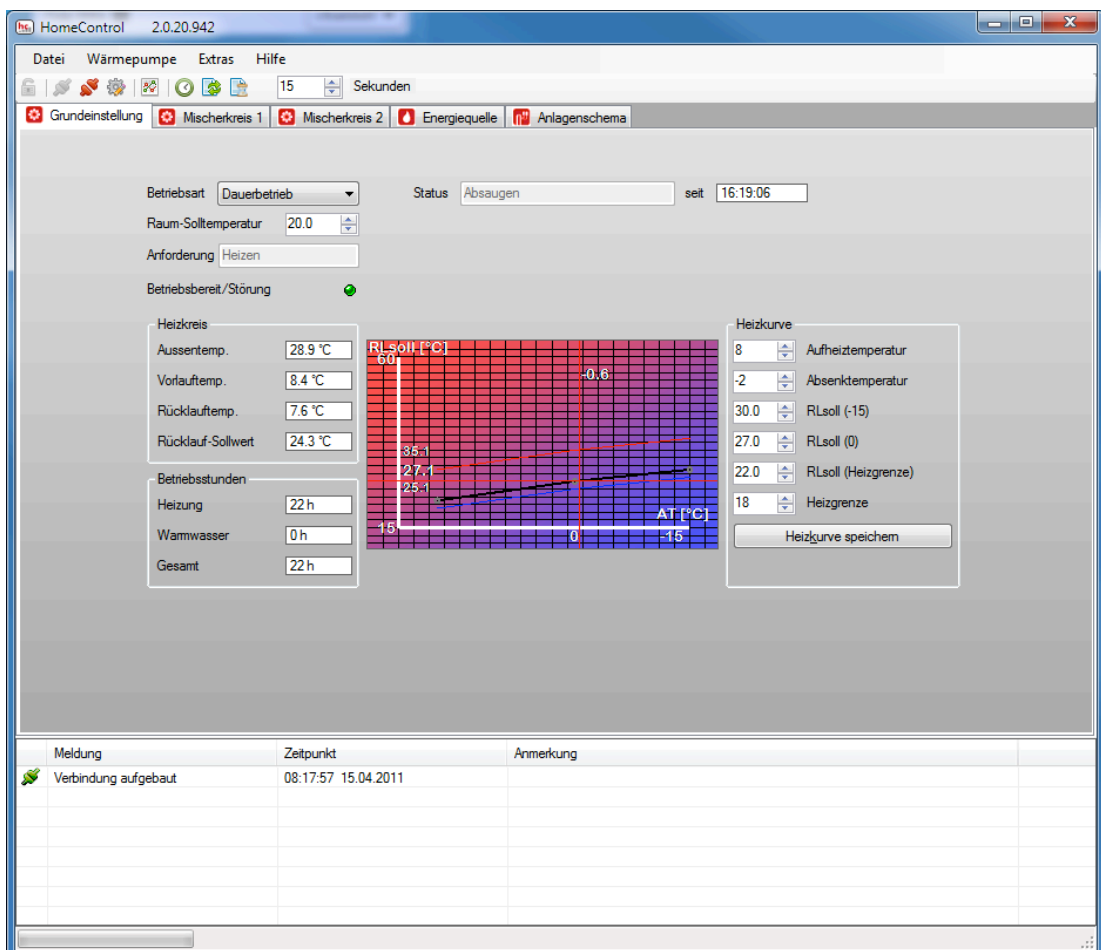 HomeControl 2.0.20.942
Datei Wärmepumpe Extras Hilfe
15 Sekunden
Grundeinstellung Mischerkreis 1 Mischerkreis 2 Energiequelle Anlagenschema
Betriebsart Dauerbetrieb Status Absaugen seit 16:19:06
Raum-Solltemperatur 20.0
Anforderung Heizen
Betriebsbereit/Störung
Heizkreis
Aussentemp. 28.9 °C
Vorlauftemp. 8.4 °C
Rücklauftemp. 7.6 °C
Rücklauf-Sollwert 24.3 °C
Betriebsstunden
Heizung 22 h
Warmwasser 0 h
Gesamt 22 h
RLsoll [°C]
60
-0.6
35.1
27.1
25.1
AT [°C]
15 0 -15
Heizkurve
8 Aufheiztemperatur
-2 Absenktemperatur
30.0 RLsoll (-15)
27.0 RLsoll (0)
22.0 RLsoll (Heizgrenze)
18 Heizgrenze
Heizkurve speichern
Meldung Zeitpunkt Anmerkung
Verbindung aufgebaut 08:17:57 15.04.2011